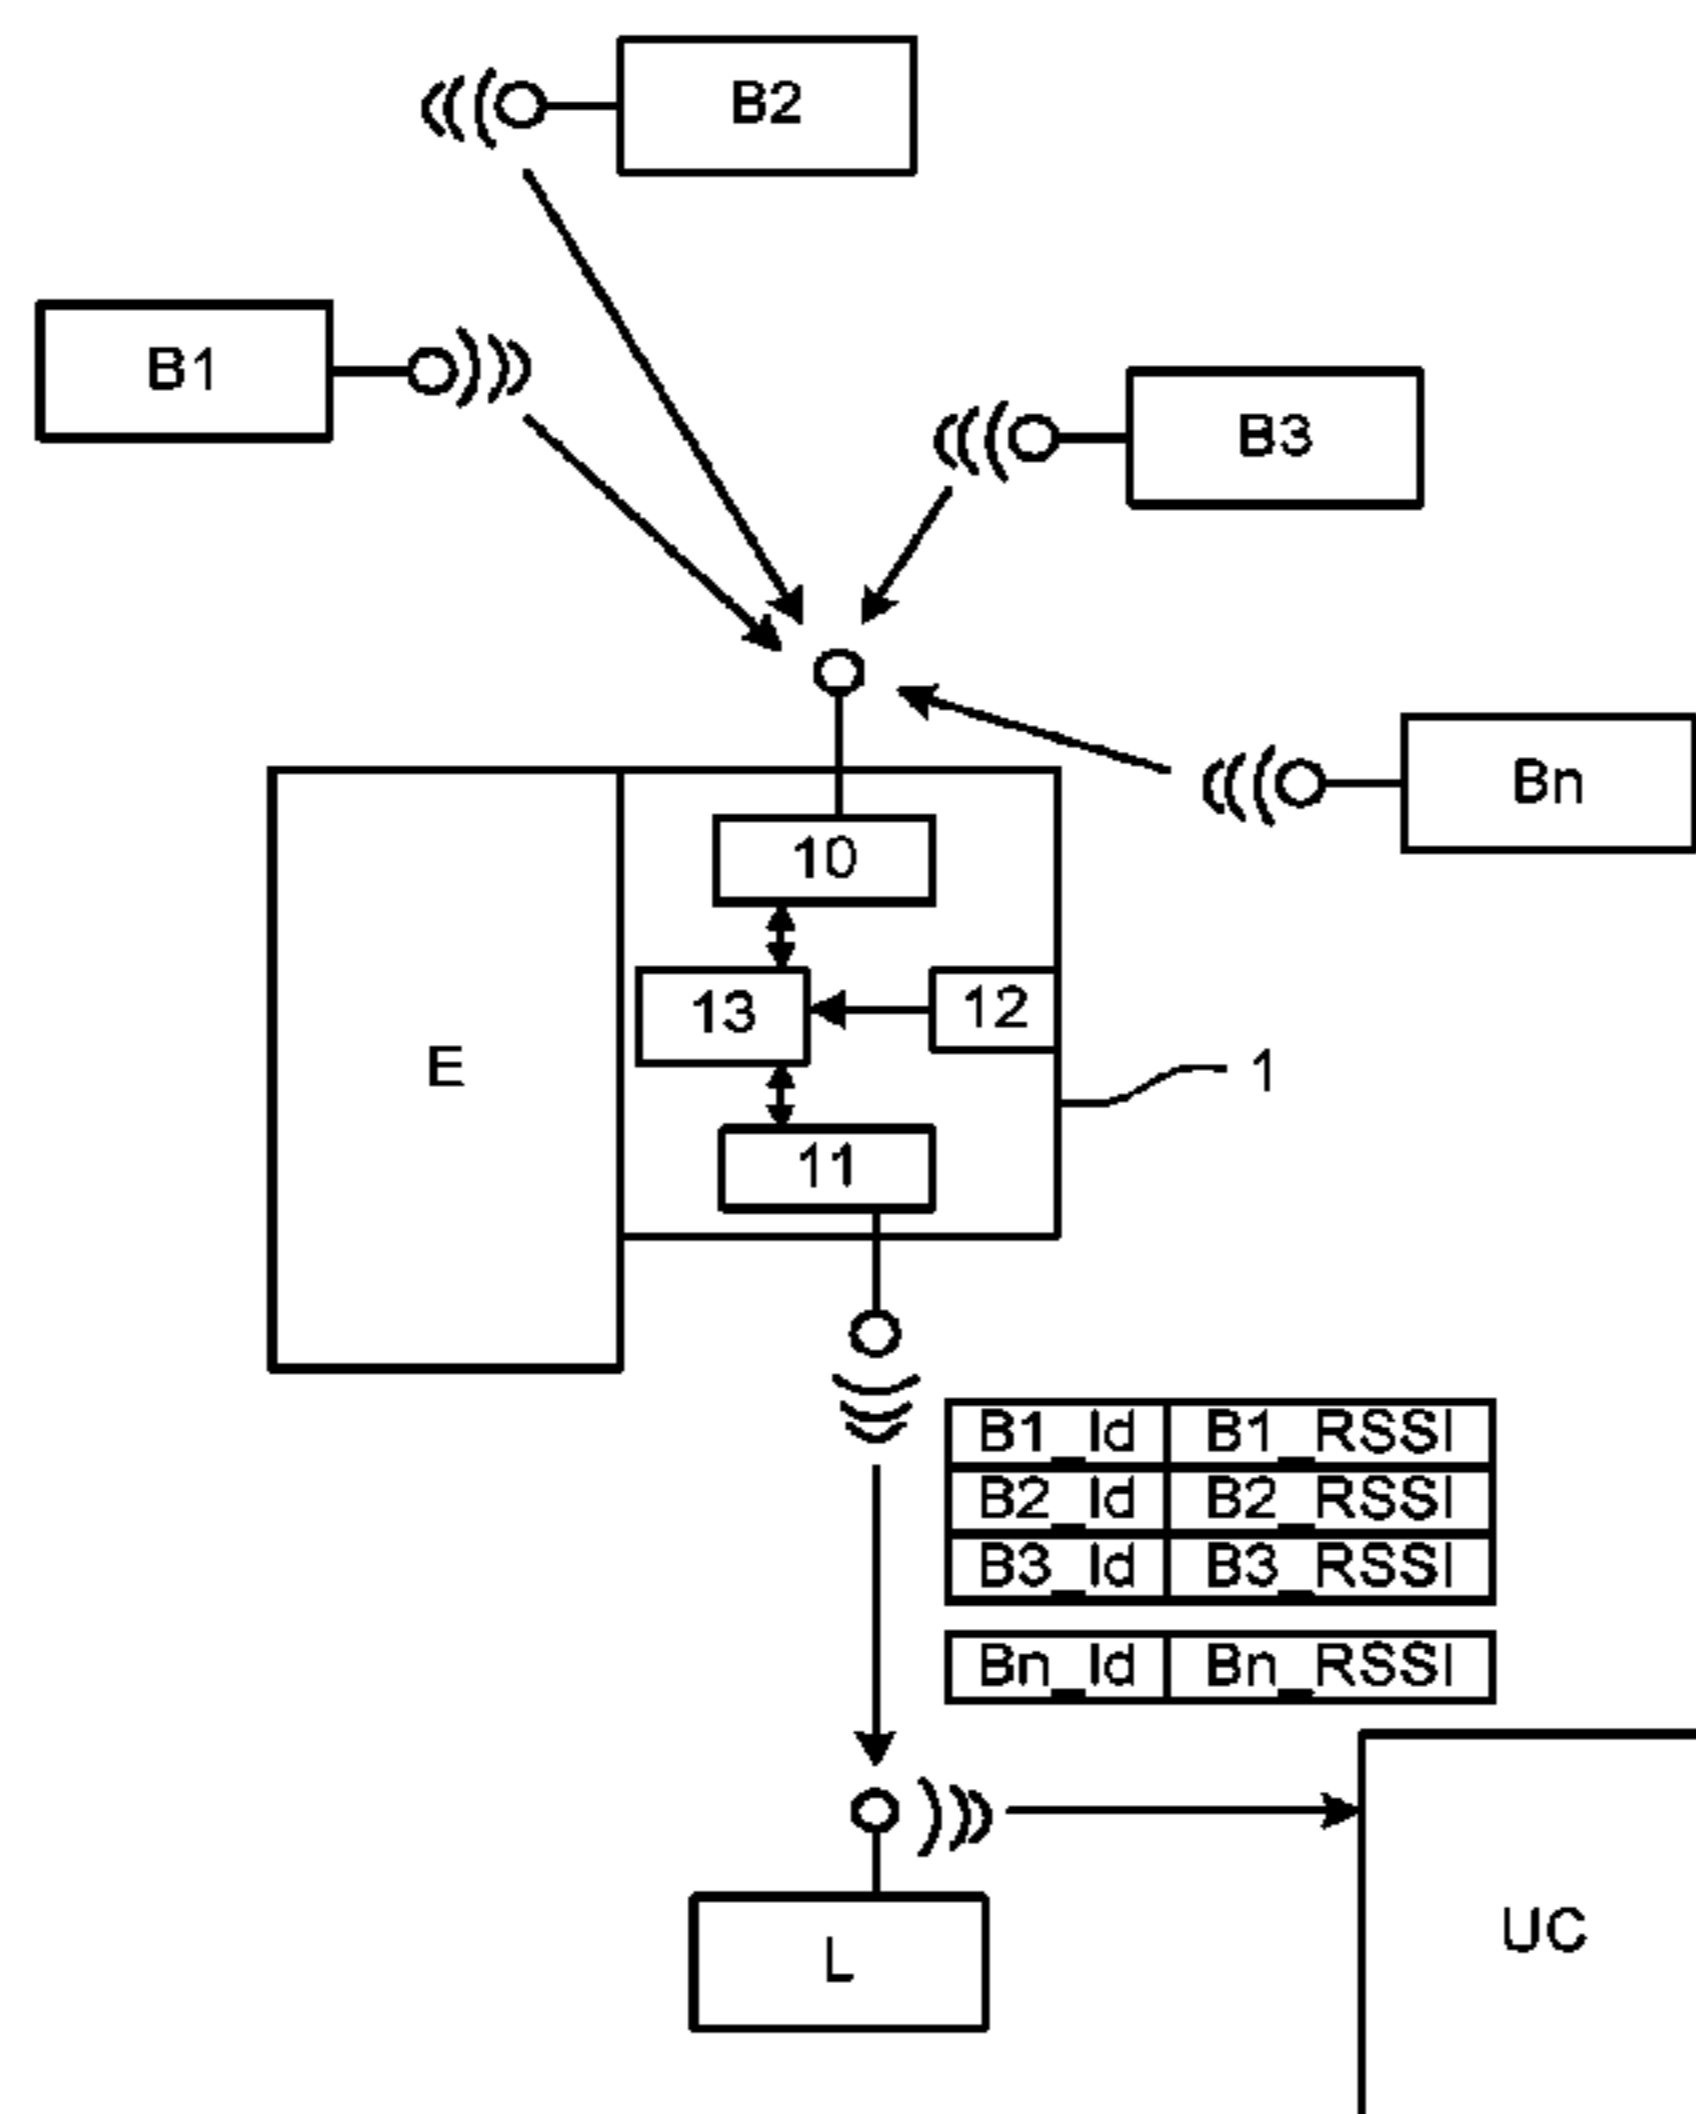 B2
B1
B3
Bn
10
13
12
E
1
11
B1_Id B1_RSSI
B2_Id B2_RSSI
B3_Id B3_RSSI
Bn_Id Bn_RSSI
UC
L